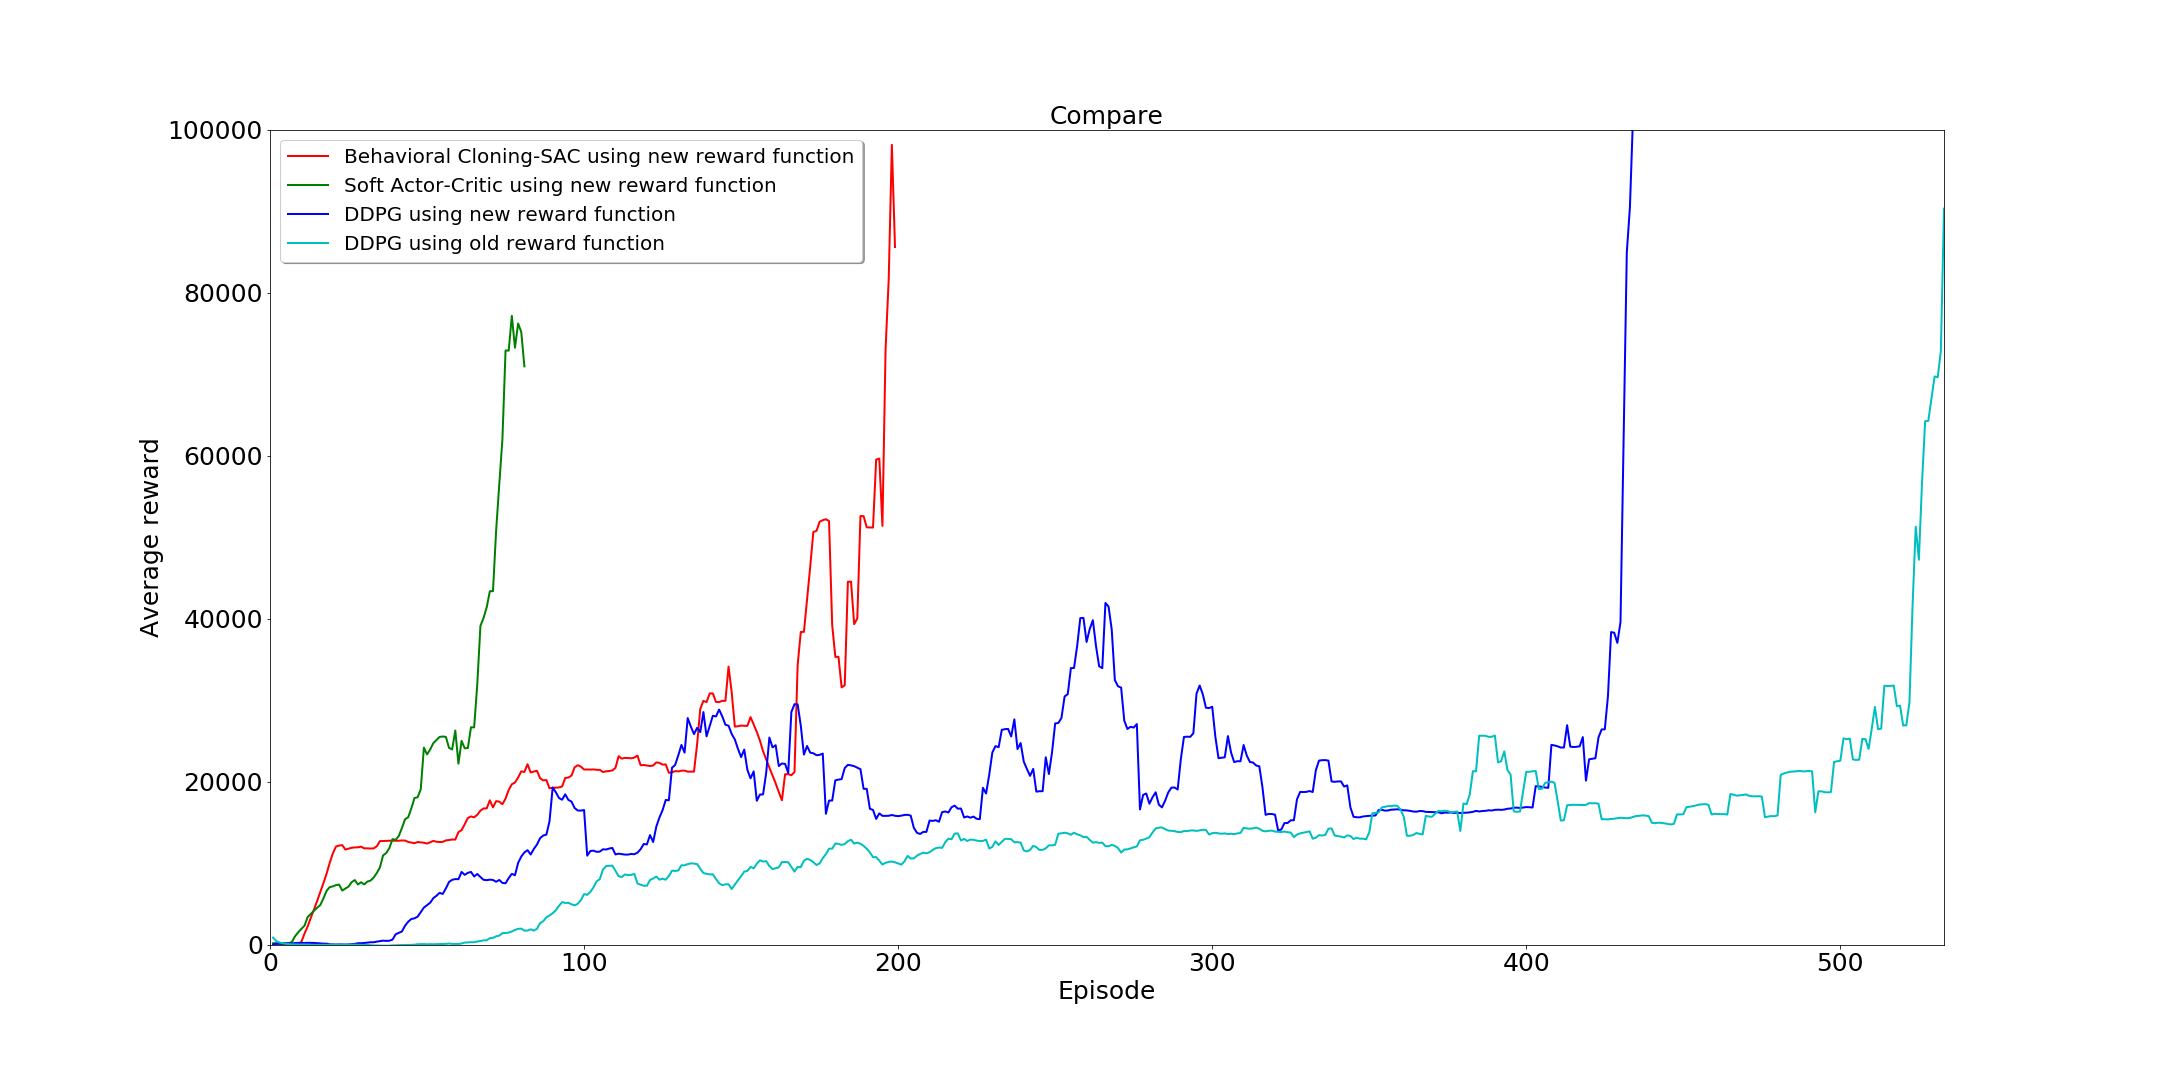 Compare
100000
80000
60000
40000
20000
0
Average reward
Behavioral Cloning-SAC using new reward function
Soft Actor-Critic using new reward function
DDPG using new reward function
DDPG using old reward function
0 100 200 300 400 500
Episode